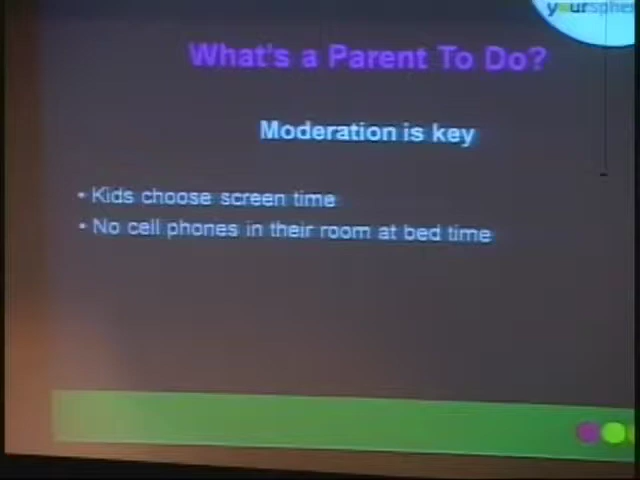 yoursphe
What's a Parent To Do?
Moderation is key
• Kids choose screen time
• No cell phones in their room at bed time